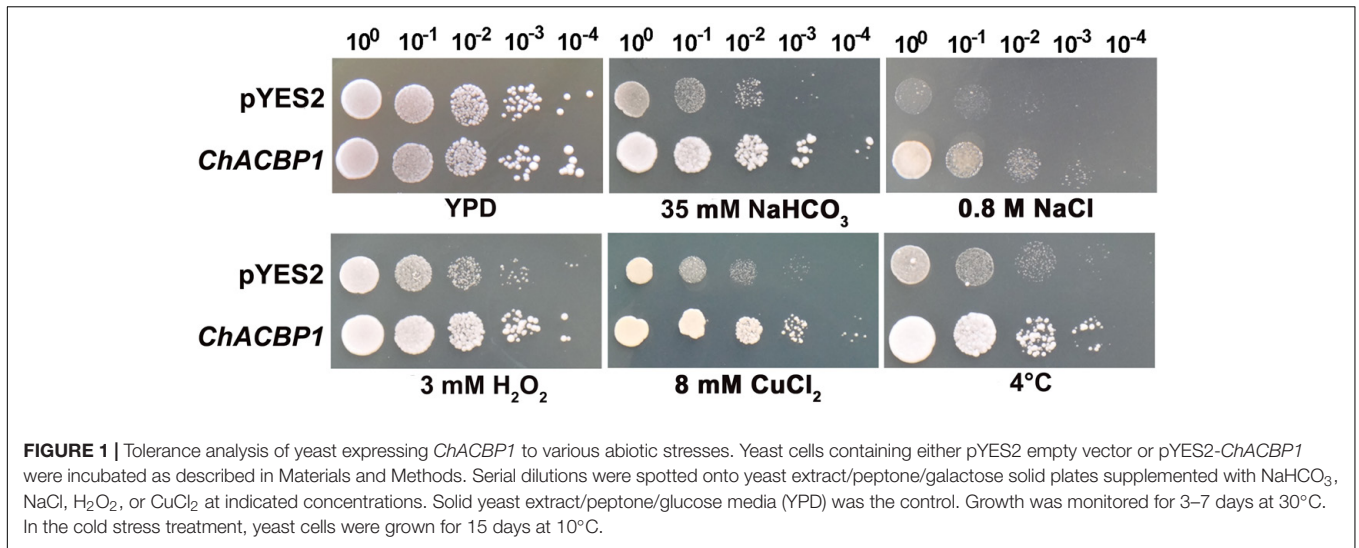 10⁰ 10⁻¹ 10⁻² 10⁻³ 10⁻⁴ 10⁰ 10⁻¹ 10⁻² 10⁻³ 10⁻⁴ 10⁰ 10⁻¹ 10⁻² 10⁻³ 10⁻⁴
pYES2
ChACBP1
YPD 35 mM NaHCO₃ 0.8 M NaCl
pYES2
ChACBP1
3 mM H₂O₂ 8 mM CuCl₂ 4°C
FIGURE 1 | Tolerance analysis of yeast expressing ChACBP1 to various abiotic stresses. Yeast cells containing either pYES2 empty vector or pYES2-ChACBP1
were incubated as described in Materials and Methods. Serial dilutions were spotted onto yeast extract/peptone/galactose solid plates supplemented with NaHCO₃,
NaCl, H₂O₂, or CuCl₂ at indicated concentrations. Solid yeast extract/peptone/glucose media (YPD) was the control. Growth was monitored for 3–7 days at 30°C.
In the cold stress treatment, yeast cells were grown for 15 days at 10°C.